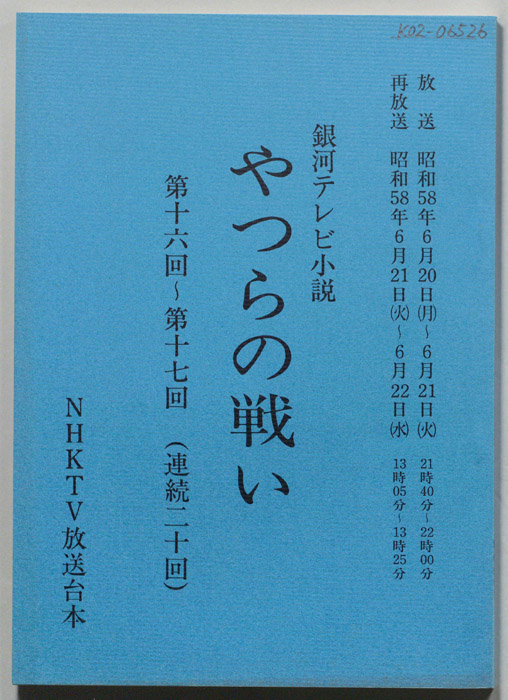 K02-06526
放　送　昭和58年6月20日(月)～6月21日(火)　21時40分～22時00分
再放送　昭和58年6月21日(火)～6月22日(水)　13時05分～13時25分
銀河テレビ小説
やつらの戦い
第十六回～第十七回　(連続二十回)
NHKTV放送台本